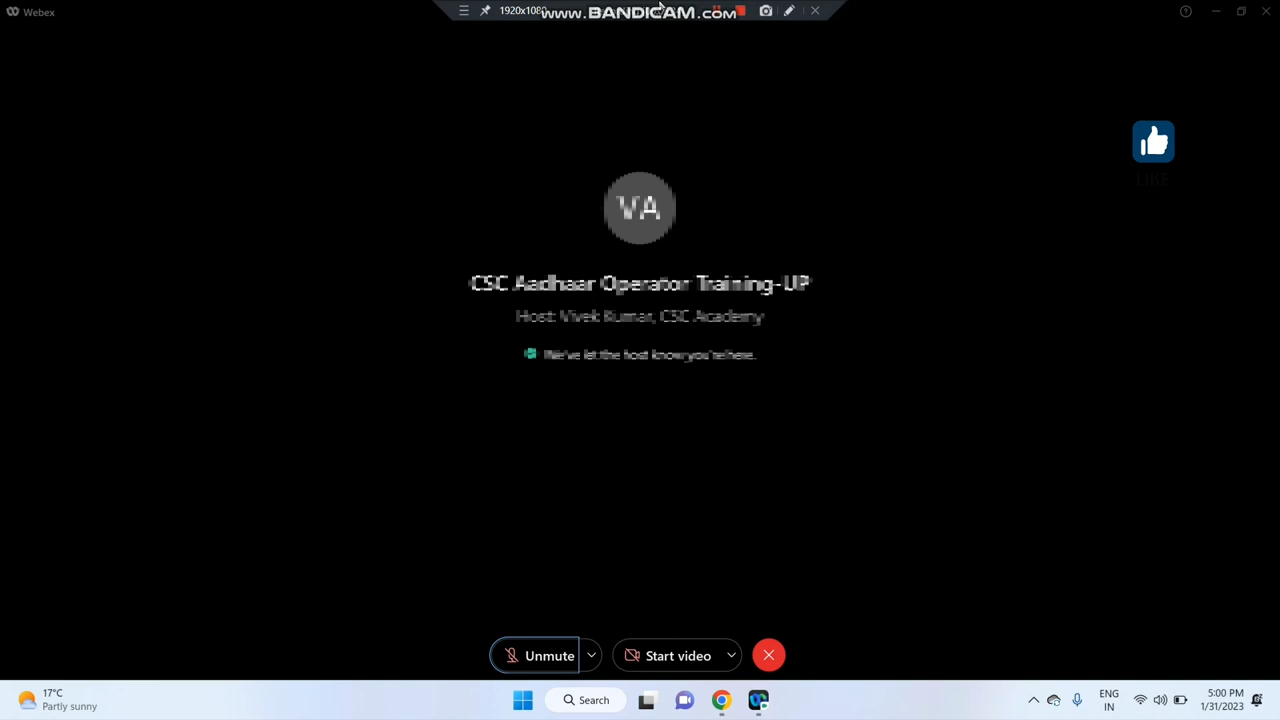 Webex
1920x1080
www.BANDICAM.com
LIKE
VA
CSC Aadhaar Operator Training-UP
Host: Vivek Kumar, CSC Academy
We've let the host know you're here.
Unmute
Start video
17°C
Partly sunny
Search
ENG
IN
5:00 PM
1/31/2023